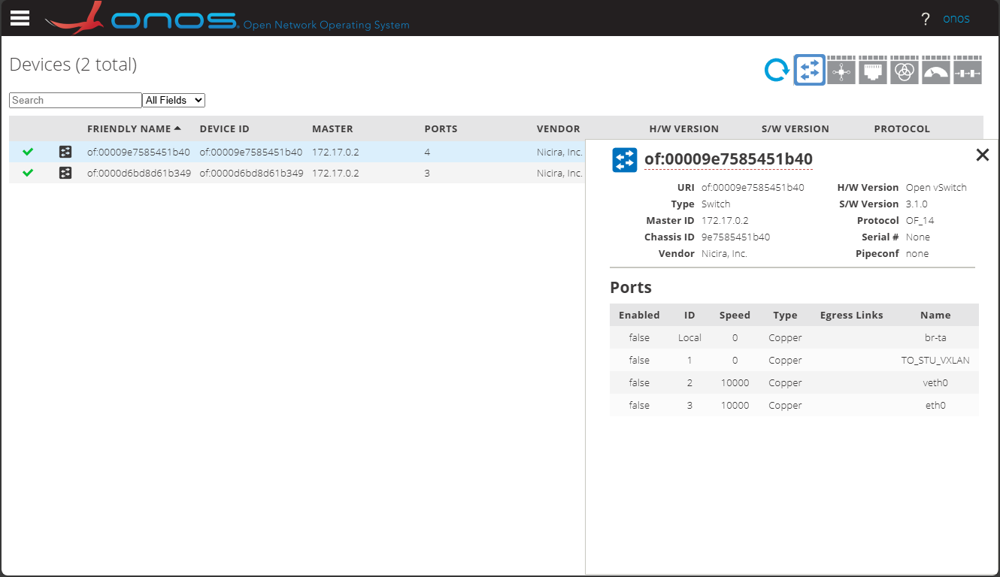 onos Open Network Operating System ? onos
Devices (2 total)
Search All Fields
FRIENDLY NAME DEVICE ID MASTER PORTS VENDOR H/W VERSION S/W VERSION PROTOCOL
of:00009e7585451b40 of:00009e7585451b40 172.17.0.2 4 Nicira, Inc.
of:0000d6bd8d61b349 of:0000d6bd8d61b349 172.17.0.2 3 Nicira, Inc.
of:00009e7585451b40
URI of:00009e7585451b40 H/W Version Open vSwitch
Type Switch S/W Version 3.1.0
Master ID 172.17.0.2 Protocol OF_14
Chassis ID 9e7585451b40 Serial # None
Vendor Nicira, Inc. Pipeconf none
Ports
Enabled ID Speed Type Egress Links Name
false Local 0 Copper br-ta
false 1 0 Copper TO_STU_VXLAN
false 2 10000 Copper veth0
false 3 10000 Copper eth0